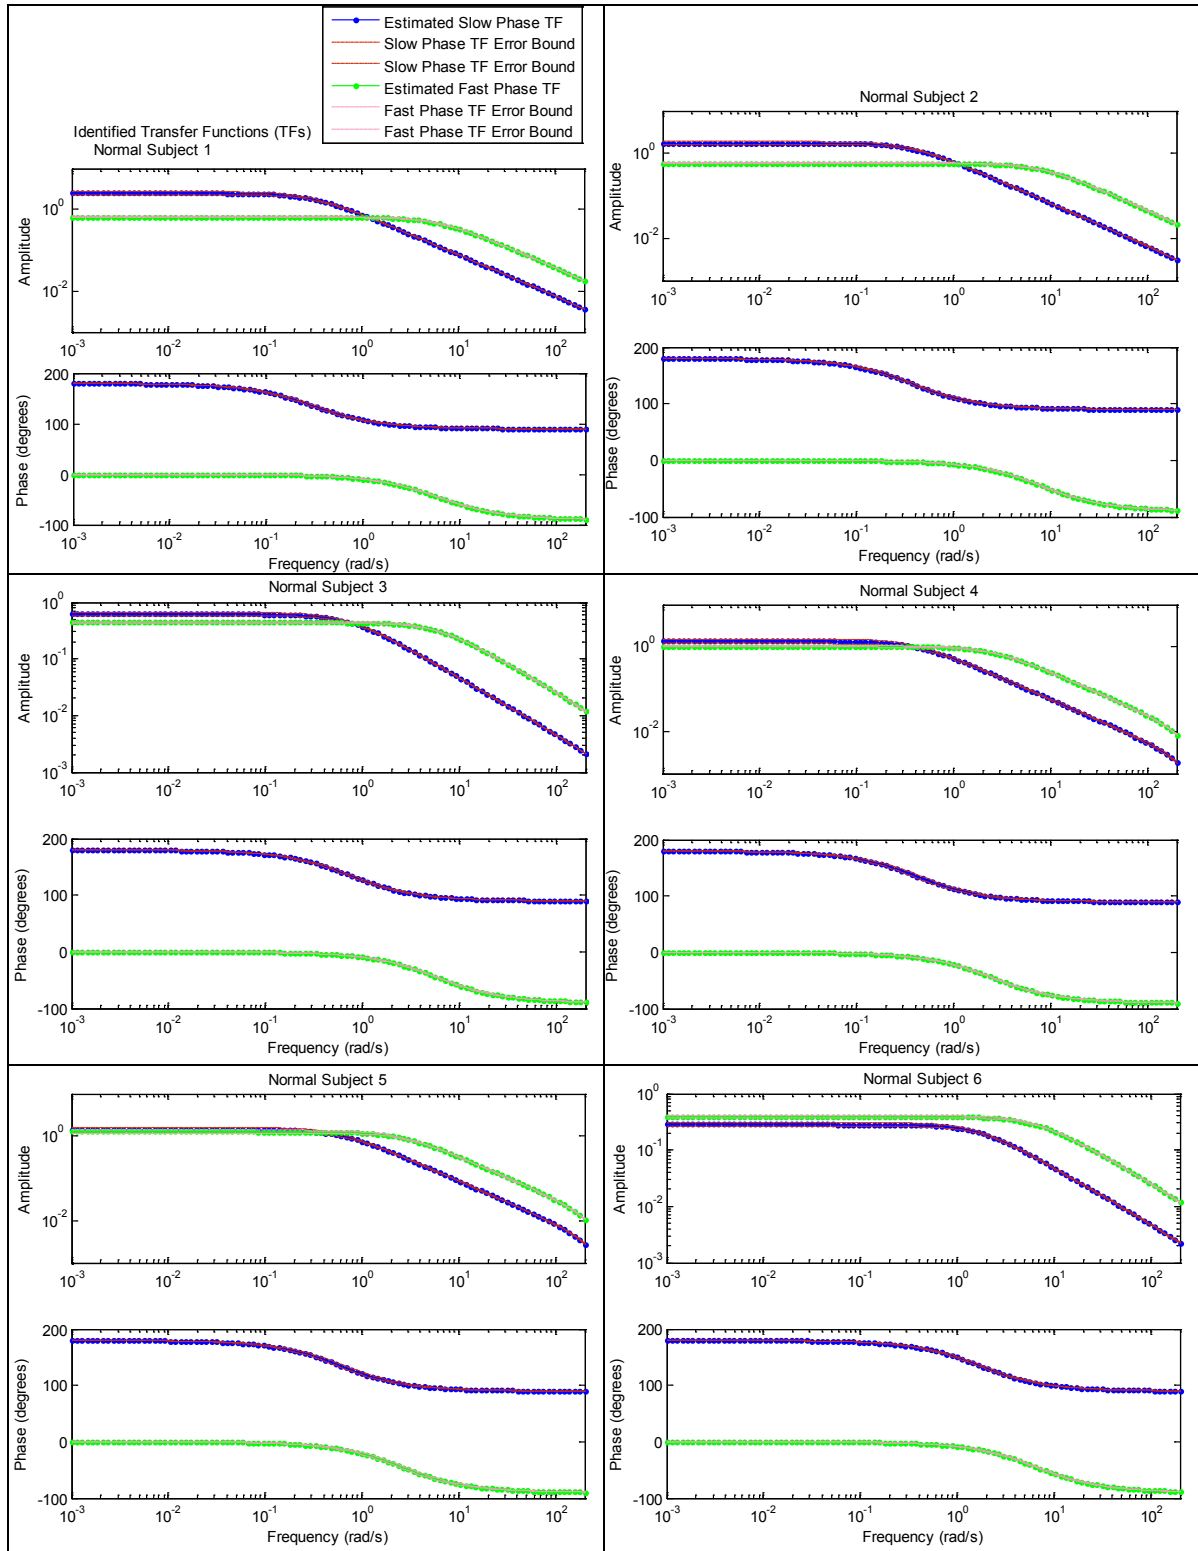 Estimated Slow Phase TF
Slow Phase TF Error Bound
Slow Phase TF Error Bound
Estimated Fast Phase TF
Fast Phase TF Error Bound
Fast Phase TF Error Bound
Identified Transfer Functions (TFs)
Normal Subject 1
Amplitude
10^0
10^-2
10^-3 10^-2 10^-1 10^0 10^1 10^2
Phase (degrees)
200
100
0
-100
10^-3 10^-2 10^-1 10^0 10^1 10^2
Frequency (rad/s)
Normal Subject 2
Amplitude
10^0
10^-2
10^-3 10^-2 10^-1 10^0 10^1 10^2
Phase (degrees)
200
100
0
-100
10^-3 10^-2 10^-1 10^0 10^1 10^2
Frequency (rad/s)
Normal Subject 3
Amplitude
10^0
10^-1
10^-2
10^-3
10^-3 10^-2 10^-1 10^0 10^1 10^2
Phase (degrees)
200
100
0
-100
10^-3 10^-2 10^-1 10^0 10^1 10^2
Frequency (rad/s)
Normal Subject 4
Amplitude
10^0
10^-2
10^-3 10^-2 10^-1 10^0 10^1 10^2
Phase (degrees)
200
100
0
-100
10^-3 10^-2 10^-1 10^0 10^1 10^2
Frequency (rad/s)
Normal Subject 5
Amplitude
10^0
10^-2
10^-3 10^-2 10^-1 10^0 10^1 10^2
Phase (degrees)
200
100
0
-100
10^-3 10^-2 10^-1 10^0 10^1 10^2
Frequency (rad/s)
Normal Subject 6
Amplitude
10^0
10^-1
10^-2
10^-3
10^-3 10^-2 10^-1 10^0 10^1 10^2
Phase (degrees)
200
100
0
-100
10^-3 10^-2 10^-1 10^0 10^1 10^2
Frequency (rad/s)